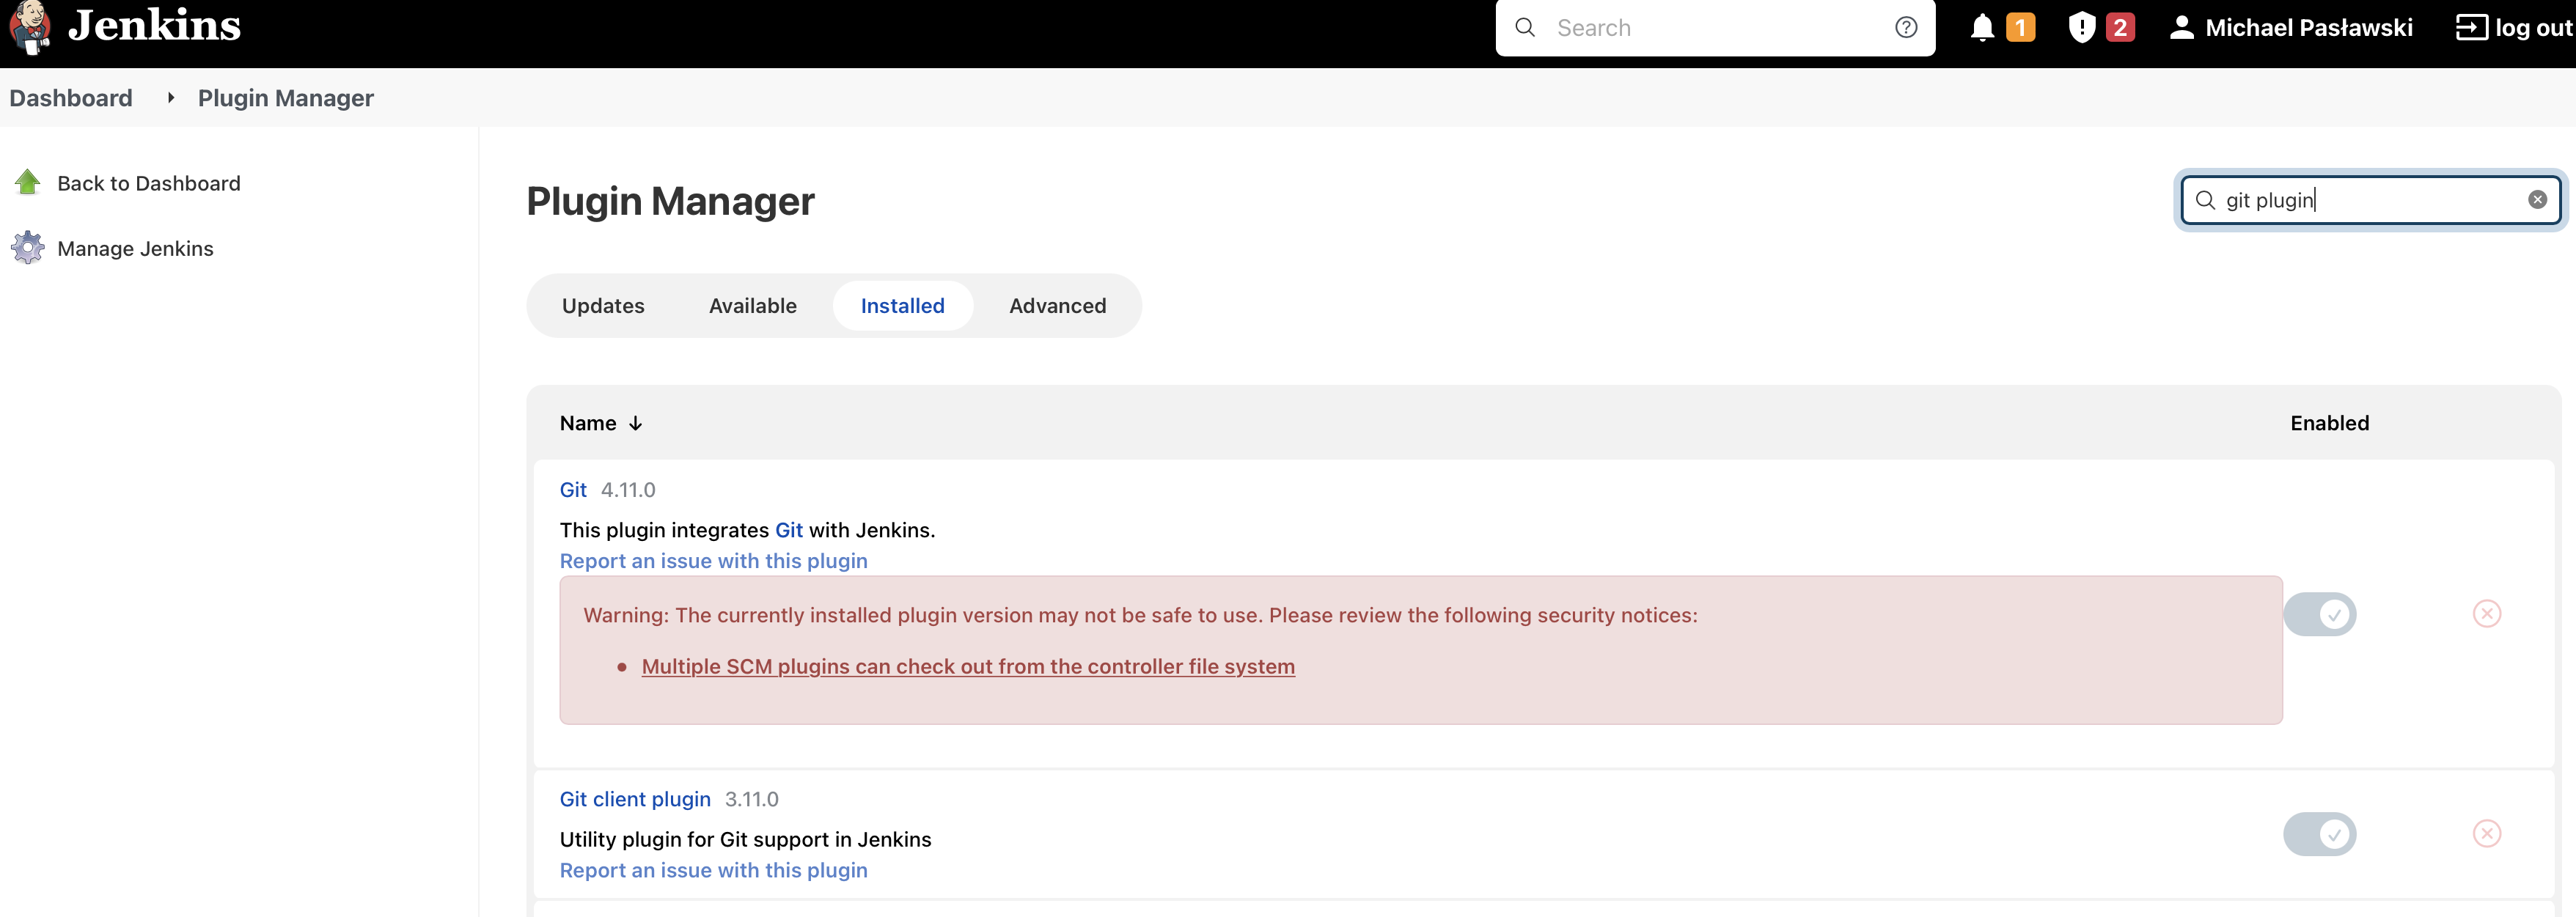 Jenkins
Search
1
2
Michael Pasławski
log out
Dashboard
Plugin Manager
Back to Dashboard
Manage Jenkins
Plugin Manager
git plugin
Updates
Available
Installed
Advanced
Name ↓
Enabled
Git 4.11.0
This plugin integrates Git with Jenkins.
Report an issue with this plugin
Warning: The currently installed plugin version may not be safe to use. Please review the following security notices:
• Multiple SCM plugins can check out from the controller file system
Git client plugin 3.11.0
Utility plugin for Git support in Jenkins
Report an issue with this plugin